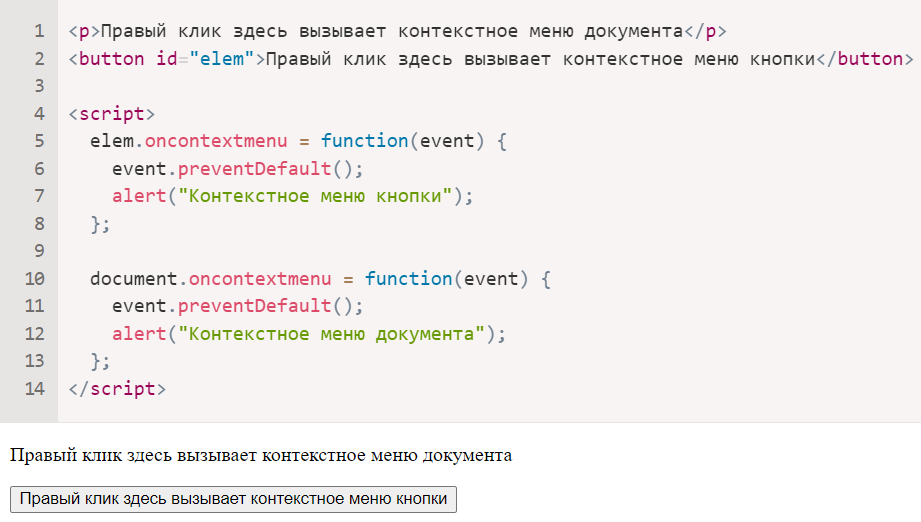 1 <p>Правый клик здесь вызывает контекстное меню документа</p>
2 <button id="elem">Правый клик здесь вызывает контекстное меню кнопки</button>
3
4 <script>
5   elem.oncontextmenu = function(event) {
6     event.preventDefault();
7     alert("Контекстное меню кнопки");
8   };
9
10   document.oncontextmenu = function(event) {
11     event.preventDefault();
12     alert("Контекстное меню документа");
13   };
14 </script>
Правый клик здесь вызывает контекстное меню документа
Правый клик здесь вызывает контекстное меню кнопки